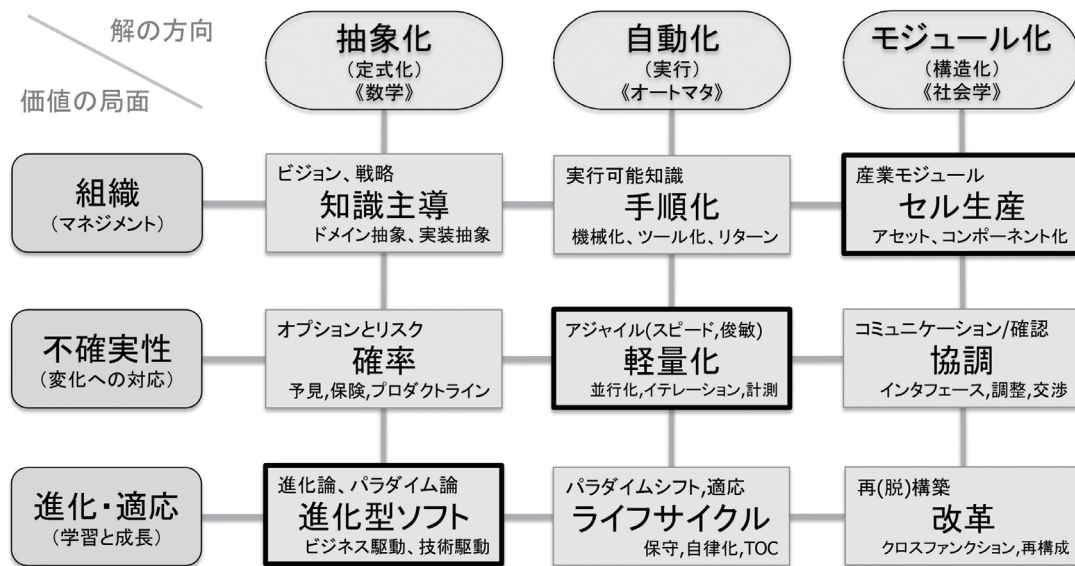 解の方向
価値の局面
抽象化
(定式化)
《数学》
自動化
(実行)
《オートマタ》
モジュール化
(構造化)
《社会学》
組織
(マネジメント)
ビジョン、戦略
知識主導
ドメイン抽象、実装抽象
実行可能知識
手順化
機械化、ツール化、リターン
産業モジュール
セル生産
アセット、コンポーネント化
不確実性
(変化への対応)
オプションとリスク
確率
予見,保険,プロダクトライン
アジャイル(スピード,俊敏)
軽量化
並行化,イテレーション,計測
コミュニケーション/確認
協調
インタフェース,調整,交渉
進化・適応
(学習と成長)
進化論、パラダイム論
進化型ソフト
ビジネス駆動、技術駆動
パラダイムシフト,適応
ライフサイクル
保守,自律化,TOC
再(脱)構築
改革
クロスファンクション,再構成